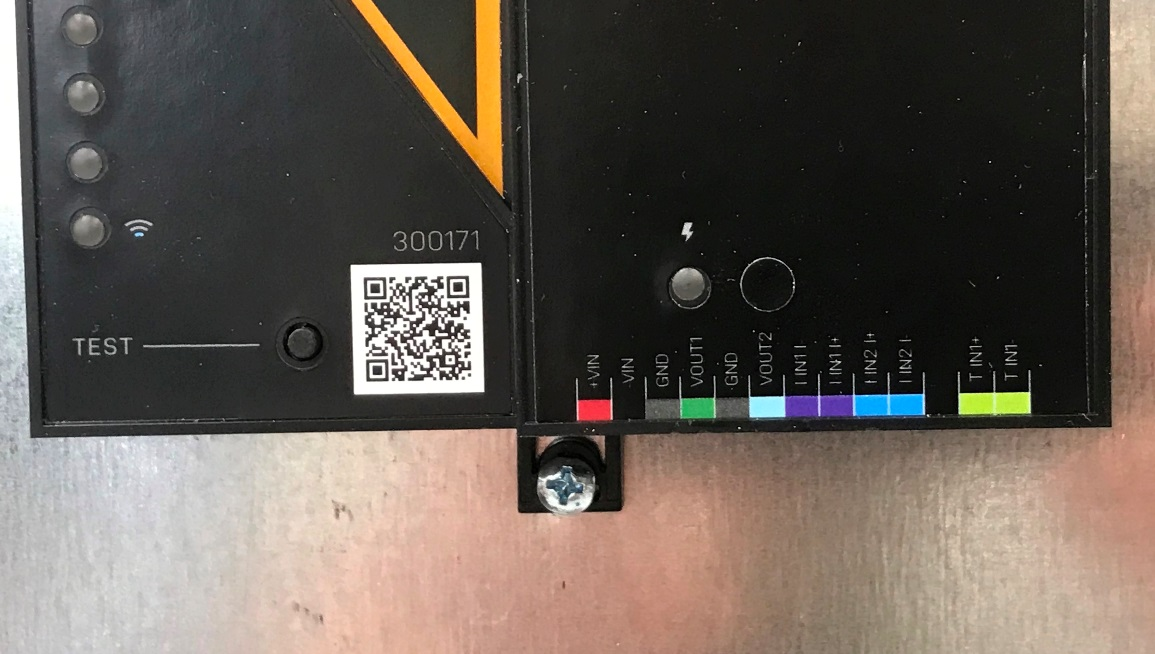 300171
TEST
+VIN
-VIN
GND
VOUT1
GND
VOUT2
I IN1 I-
I IN1 I+
I IN2 I+
I IN2 I-
T IN1+
T IN1-